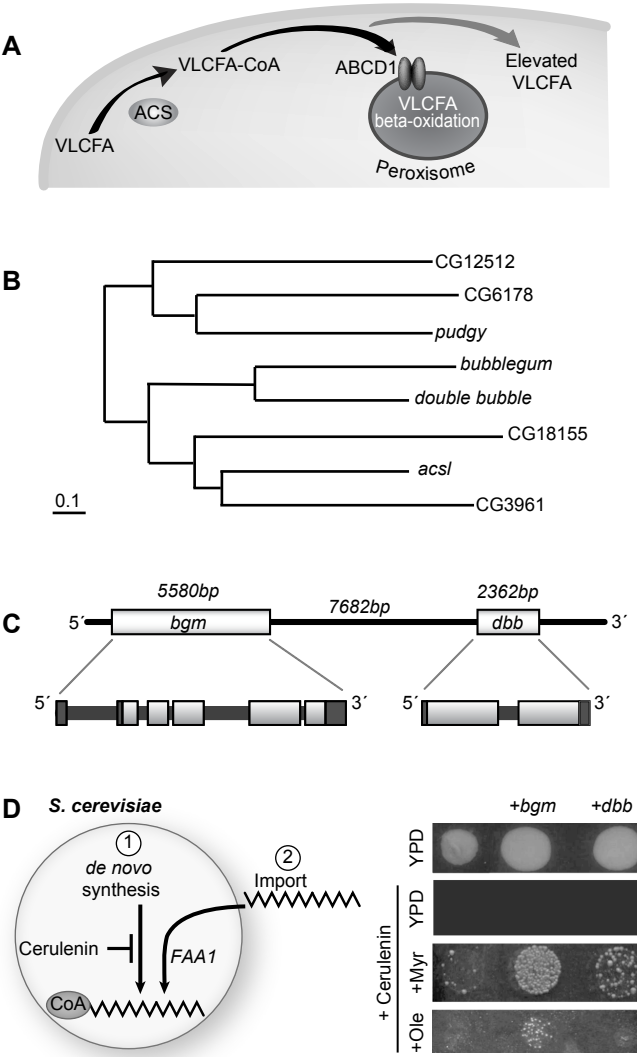 A
VLCFA
ACS
VLCFA-CoA
ABCD1
Elevated
VLCFA
VLCFA
beta-oxidation
Peroxisome
B
CG12512
CG6178
pudgy
bubblegum
double bubble
CG18155
acsl
CG3961
0.1
C
5580bp
7682bp
2362bp
5´ bgm dbb 3´
5´ 3´ 5´ 3´
D
S. cerevisiae
1
de novo
synthesis
2
Import
Cerulenin
FAA1
CoA
+bgm +dbb
YPD
+ Cerulenin
YPD
+Myr
+Ole